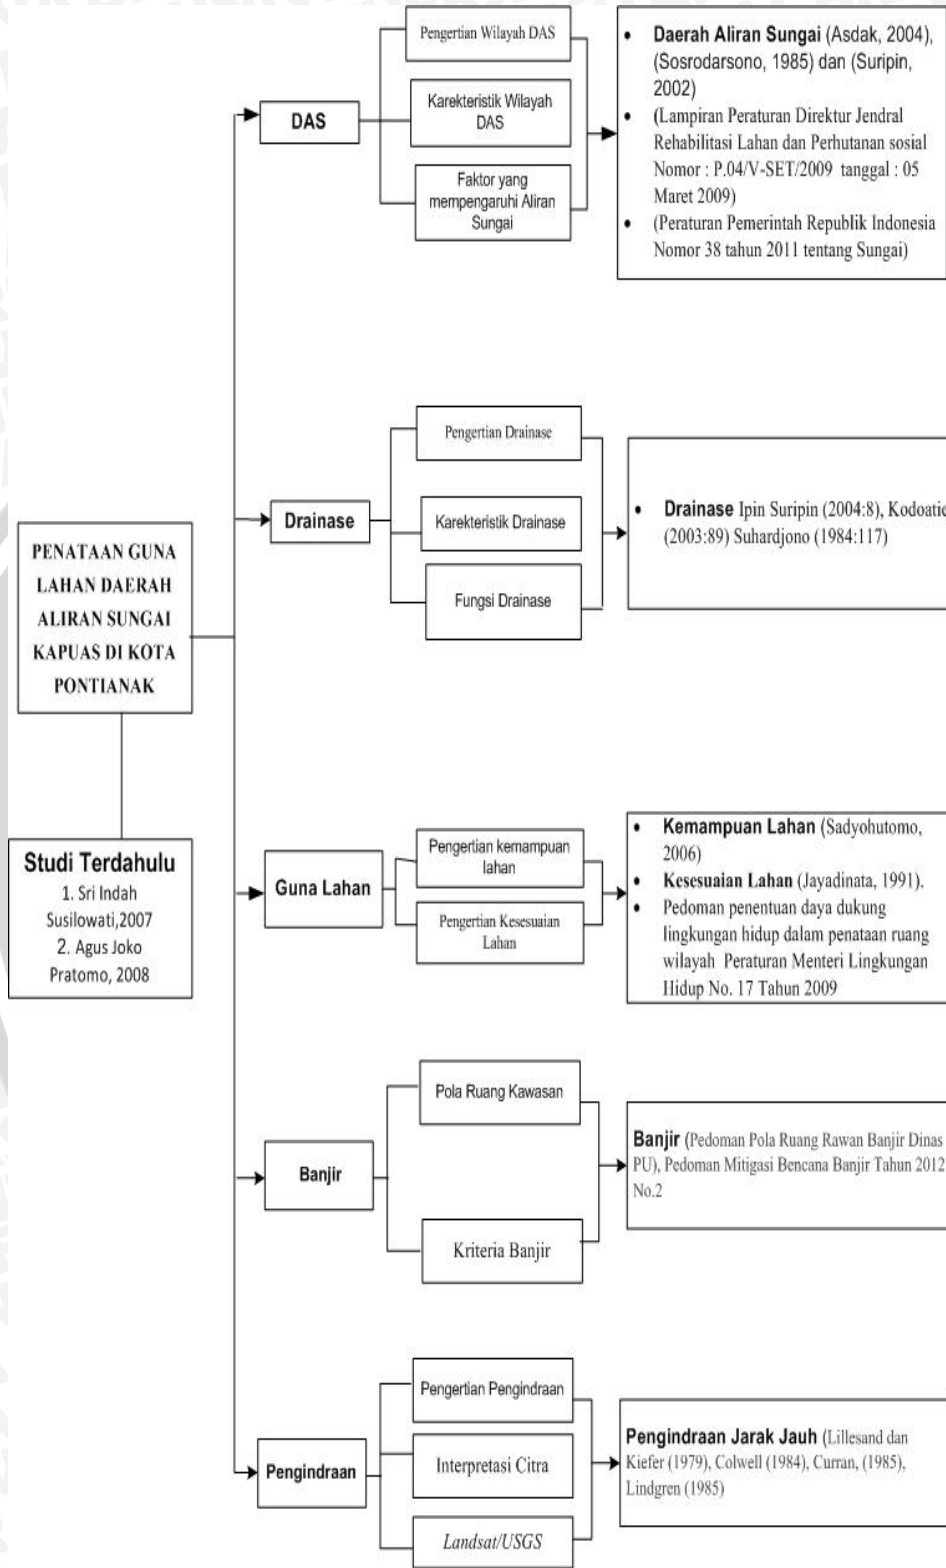 PENATAAN GUNA
LAHAN DAERAH
ALIRAN SUNGAI
KAPUAS DI KOTA
PONTIANAK
Studi Terdahulu
1. Sri Indah
Susilowati,2007
2. Agus Joko
Pratomo, 2008
DAS
Pengertian Wilayah DAS
Karekteristik Wilayah
DAS
Faktor yang
mempengaruhi Aliran
Sungai
• Daerah Aliran Sungai (Asdak, 2004),
(Sosrodarsono, 1985) dan (Suripin,
2002)
• (Lampiran Peraturan Direktur Jendral
Rehabilitasi Lahan dan Perhutanan sosial
Nomor : P.04/V-SET/2009 tanggal : 05
Maret 2009)
• (Peraturan Pemerintah Republik Indonesia
Nomor 38 tahun 2011 tentang Sungai)
Drainase
Pengertian Drainase
Karekteristik Drainase
Fungsi Drainase
• Drainase Ipin Suripin (2004:8), Kodoatie
(2003:89) Suhardjono (1984:117)
Guna Lahan
Pengertian kemampuan
lahan
Pengertian Kesesuaian
Lahan
• Kemampuan Lahan (Sadyohutomo,
2006)
• Kesesuaian Lahan (Jayadinata, 1991).
• Pedoman penentuan daya dukung
lingkungan hidup dalam penataan ruang
wilayah Peraturan Menteri Lingkungan
Hidup No. 17 Tahun 2009
Banjir
Pola Ruang Kawasan
Kriteria Banjir
Banjir (Pedoman Pola Ruang Rawan Banjir Dinas
PU), Pedoman Mitigasi Bencana Banjir Tahun 2012
No.2
Pengindraan
Pengertian Pengindraan
Interpretasi Citra
Landsat/USGS
Pengindraan Jarak Jauh (Lillesand dan
Kiefer (1979), Colwell (1984), Curran, (1985),
Lindgren (1985)